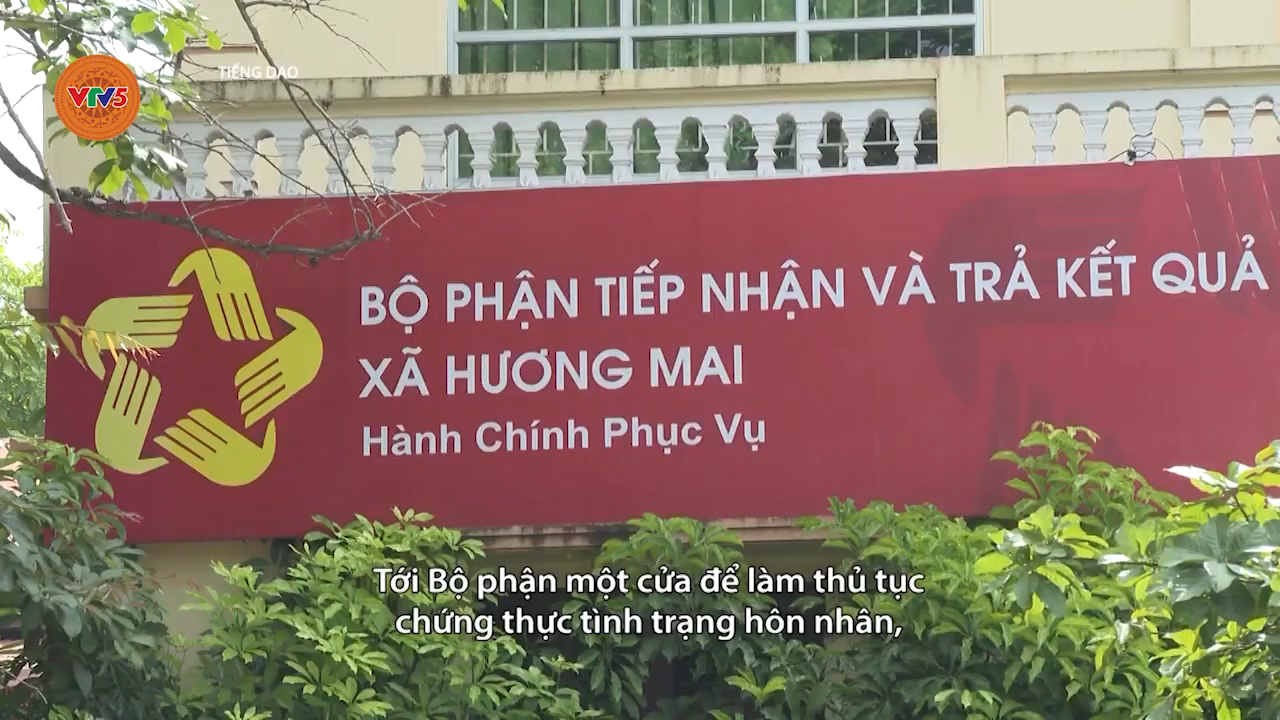 TIẾNG DAO
VTV5
BỘ PHẬN TIẾP NHẬN VÀ TRẢ KẾT QUẢ
XÃ HƯƠNG MAI
Hành Chính Phục Vụ
Tới Bộ phận một cửa để làm thủ tục
chứng thực tình trạng hôn nhân,